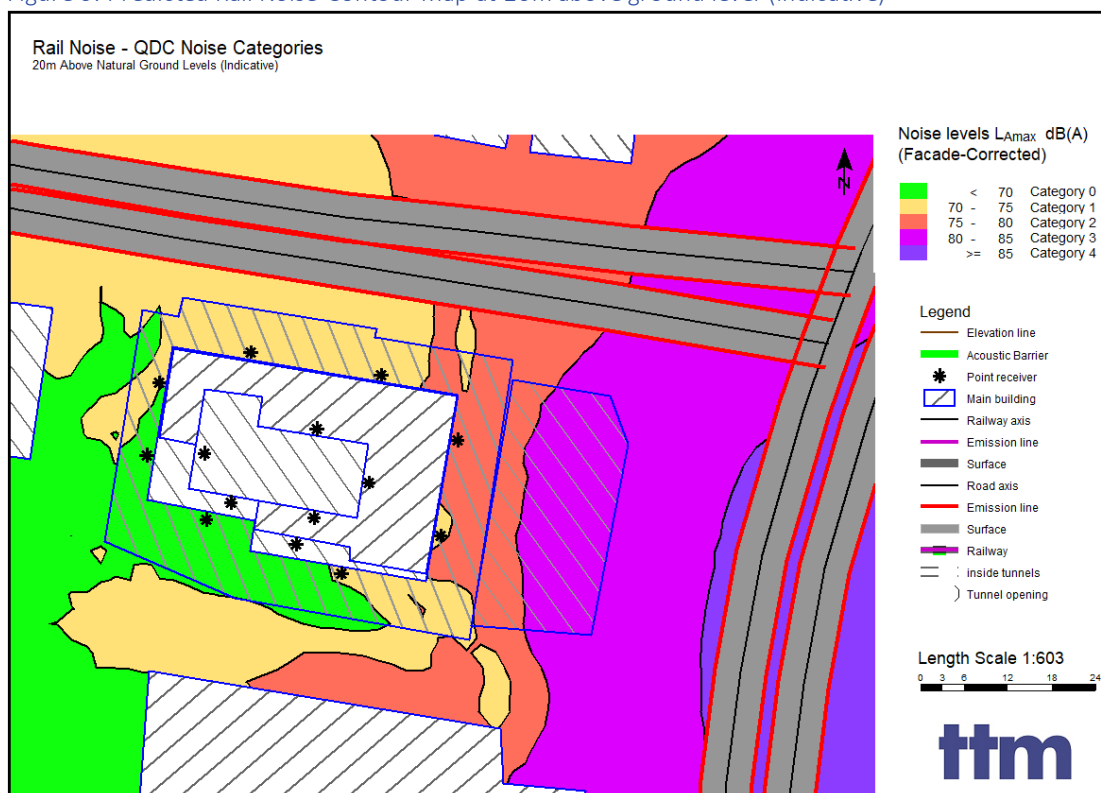 Rail Noise - QDC Noise Categories
20m Above Natural Ground Levels (Indicative)
Noise levels LAmax dB(A)
(Facade-Corrected)
< 70 Category 0
70 - 75 Category 1
75 - 80 Category 2
80 - 85 Category 3
>= 85 Category 4
N
Legend
Elevation line
Acoustic Barrier
Point receiver
Main building
Railway axis
Emission line
Surface
Road axis
Emission line
Surface
Railway
inside tunnels
Tunnel opening
Length Scale 1:603
0 3 6 12 18 24
ttm